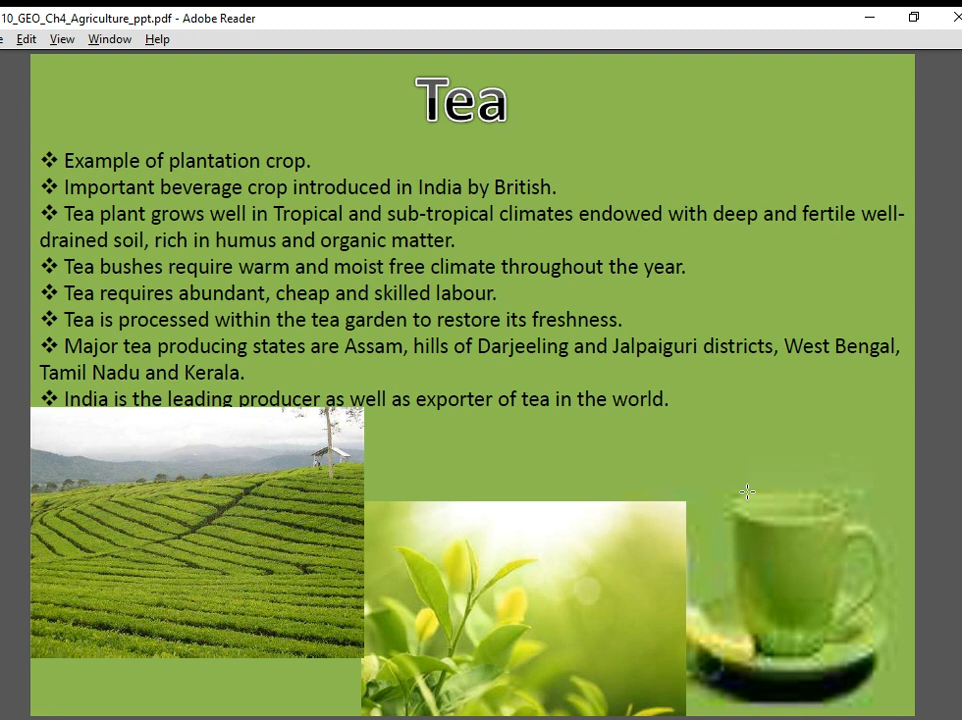 10_GEO_Ch4_Agriculture_ppt.pdf - Adobe Reader
e Edit View Window Help
Tea
❖ Example of plantation crop.
❖ Important beverage crop introduced in India by British.
❖ Tea plant grows well in Tropical and sub-tropical climates endowed with deep and fertile well-
drained soil, rich in humus and organic matter.
❖ Tea bushes require warm and moist free climate throughout the year.
❖ Tea requires abundant, cheap and skilled labour.
❖ Tea is processed within the tea garden to restore its freshness.
❖ Major tea producing states are Assam, hills of Darjeeling and Jalpaiguri districts, West Bengal,
Tamil Nadu and Kerala.
❖ India is the leading producer as well as exporter of tea in the world.